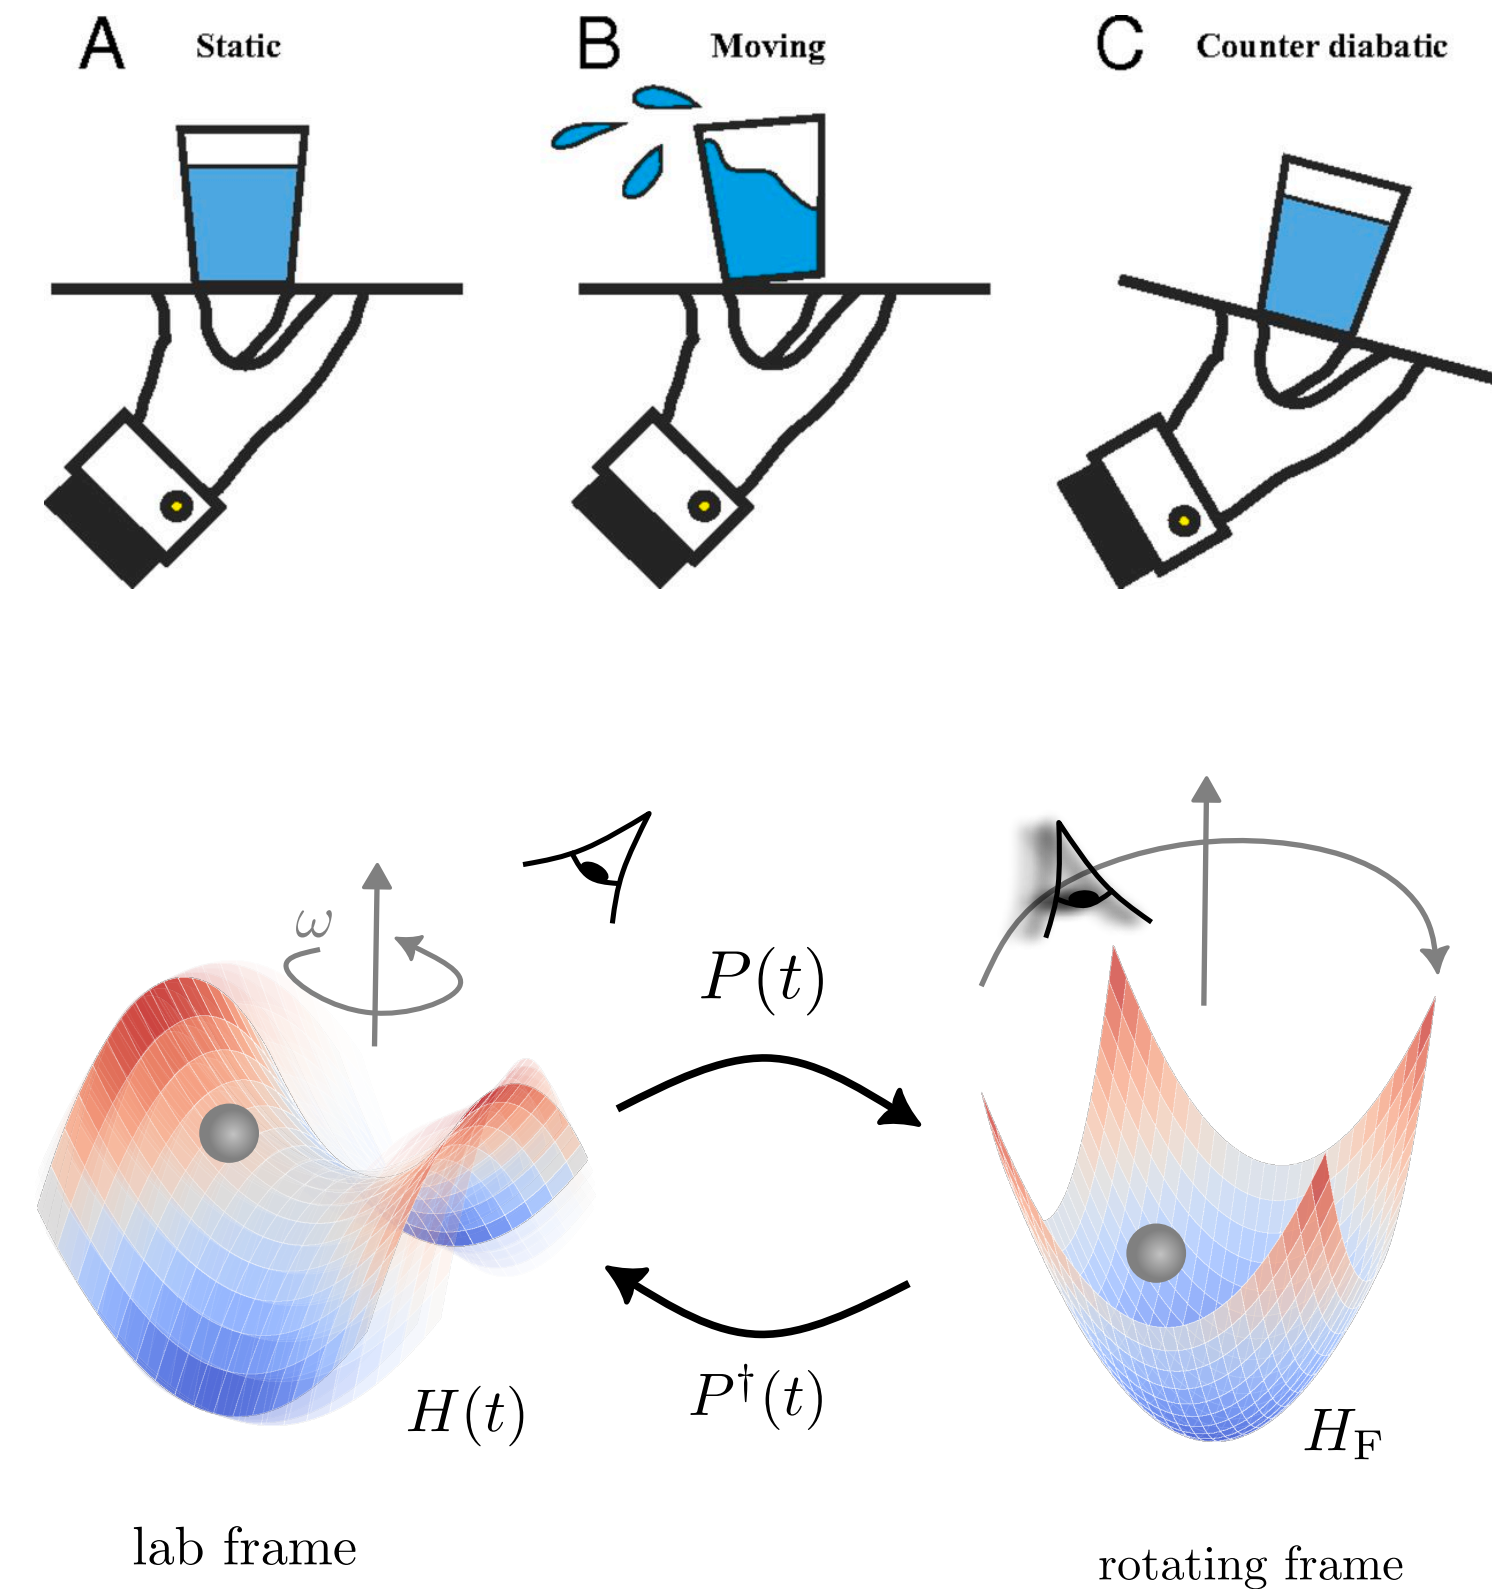 A Static B Moving C Counter diabatic
ω
P(t)
P†(t)
H(t)
H_F
lab frame
rotating frame